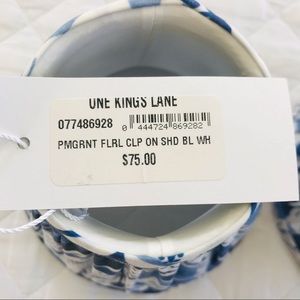 ONE KINGS LANE
077486928
0 444724 869282
PMGRNT FLRL CLP ON SHD BL WH
$75.00